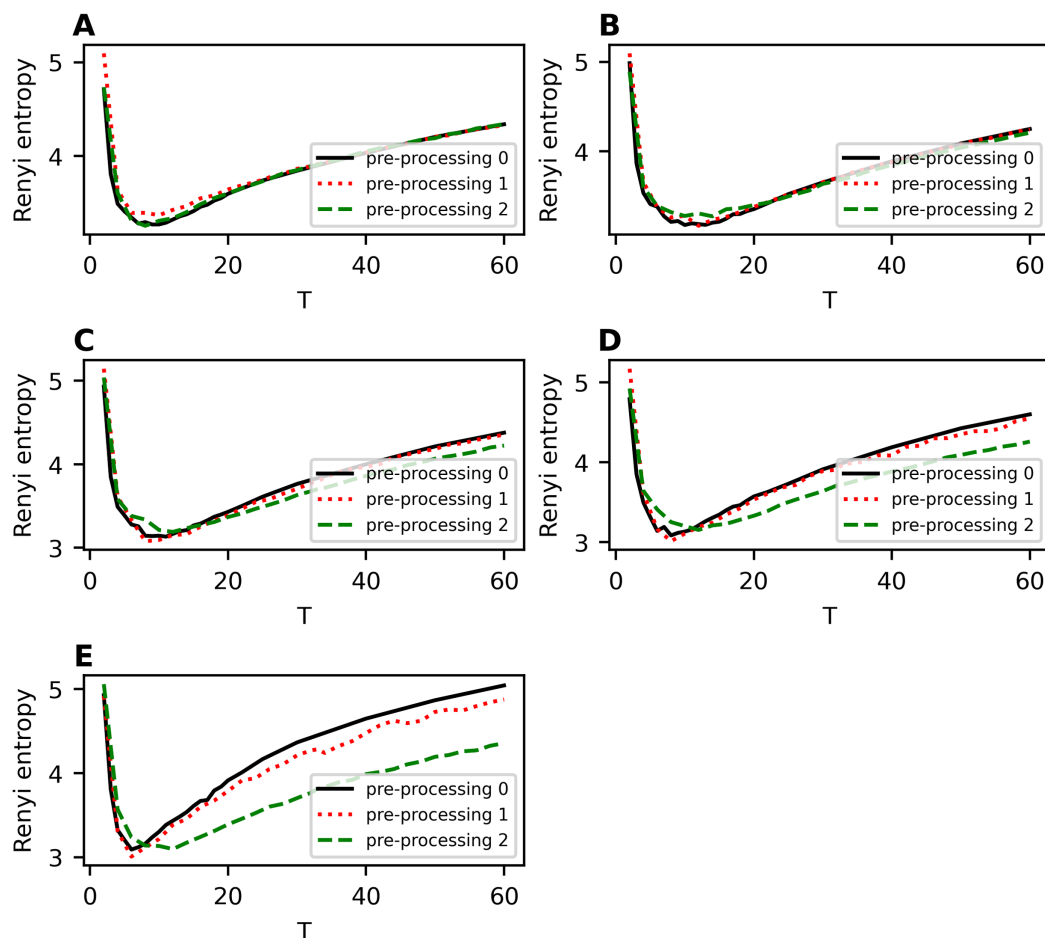 A
Renyi entropy
5
4
pre-processing 0
pre-processing 1
pre-processing 2
0 20 40 60
T
B
Renyi entropy
5
4
pre-processing 0
pre-processing 1
pre-processing 2
0 20 40 60
T
C
Renyi entropy
5
4
3
pre-processing 0
pre-processing 1
pre-processing 2
0 20 40 60
T
D
Renyi entropy
5
4
3
pre-processing 0
pre-processing 1
pre-processing 2
0 20 40 60
T
E
Renyi entropy
5
4
3
pre-processing 0
pre-processing 1
pre-processing 2
0 20 40 60
T